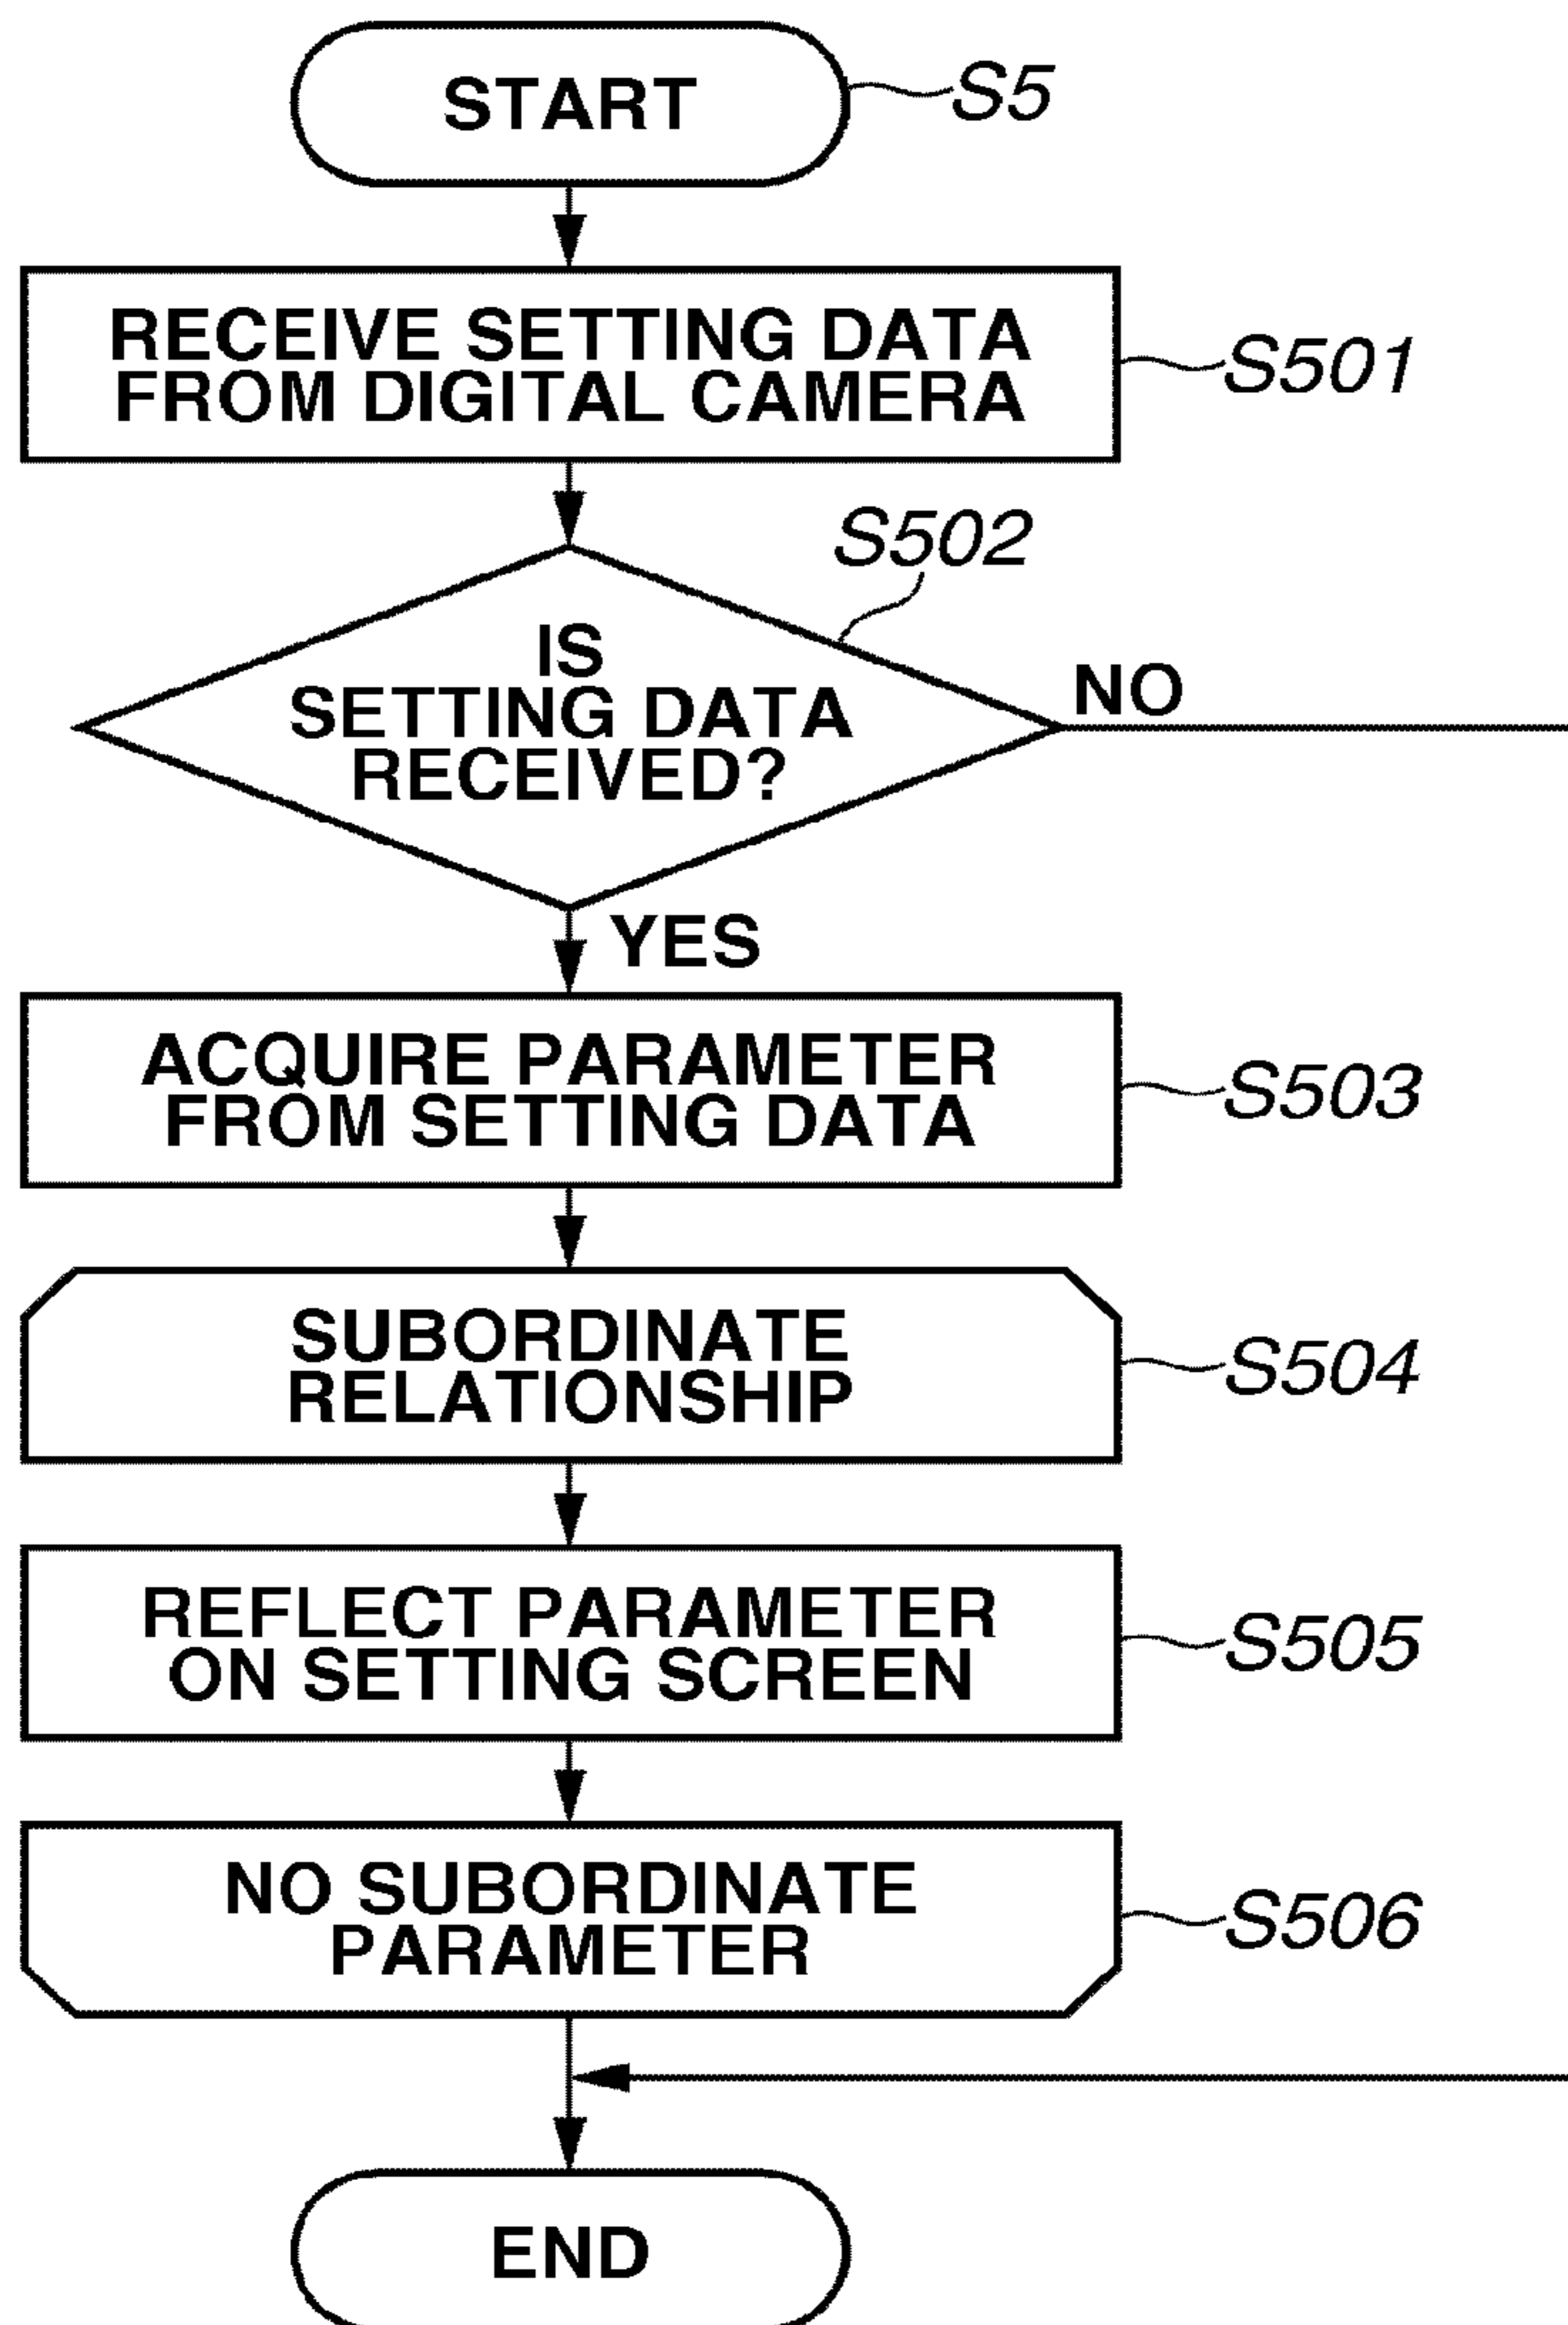 START
S5
RECEIVE SETTING DATA
FROM DIGITAL CAMERA
S501
S502
IS
SETTING DATA
RECEIVED?
NO
YES
ACQUIRE PARAMETER
FROM SETTING DATA
S503
SUBORDINATE
RELATIONSHIP
S504
REFLECT PARAMETER
ON SETTING SCREEN
S505
NO SUBORDINATE
PARAMETER
S506
END